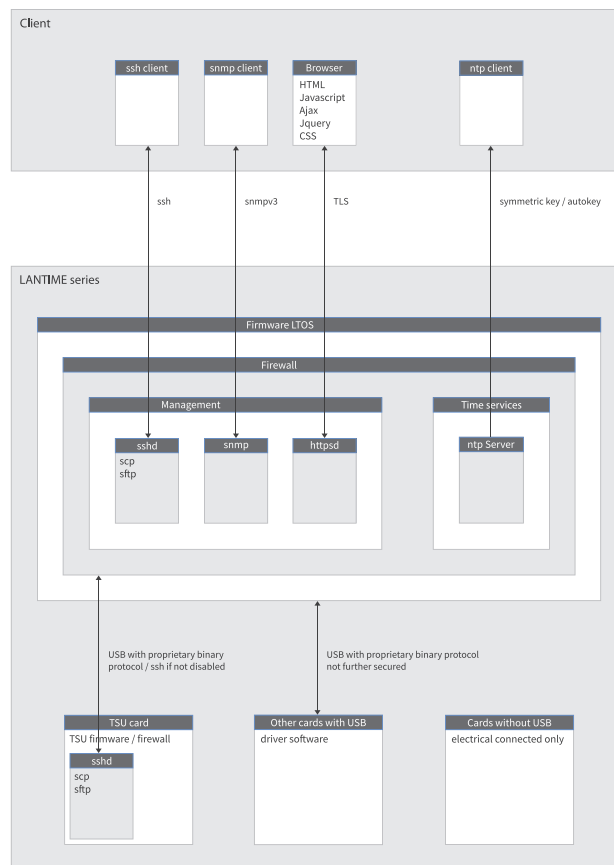 Client
ssh client
snmp client
Browser
ntp client
HTML
Javascript
Ajax
Jquery
CSS
ssh
snmpv3
TLS
symmetric key / autokey
LANTIME series
Firmware LTOS
Firewall
Management
Time services
sshd
snmp
httpsd
ntp Server
scp
sftp
USB with proprietary binary
protocol / ssh if not disabled
USB with proprietary binary protocol
not further secured
TSU card
Other cards with USB
Cards without USB
TSU firmware / firewall
driver software
electrical connected only
sshd
scp
sftp